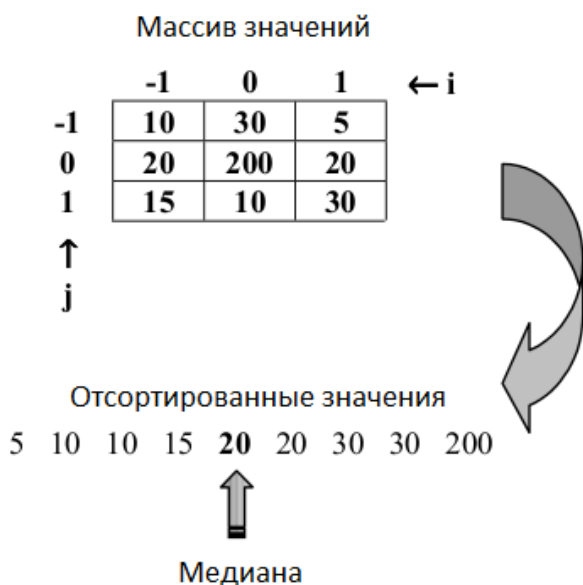 Массив значений
-1 0 1 ← i
-1 10 30 5
0 20 200 20
1 15 10 30
↑
j
Отсортированные значения
5 10 10 15 20 20 30 30 200
Медиана